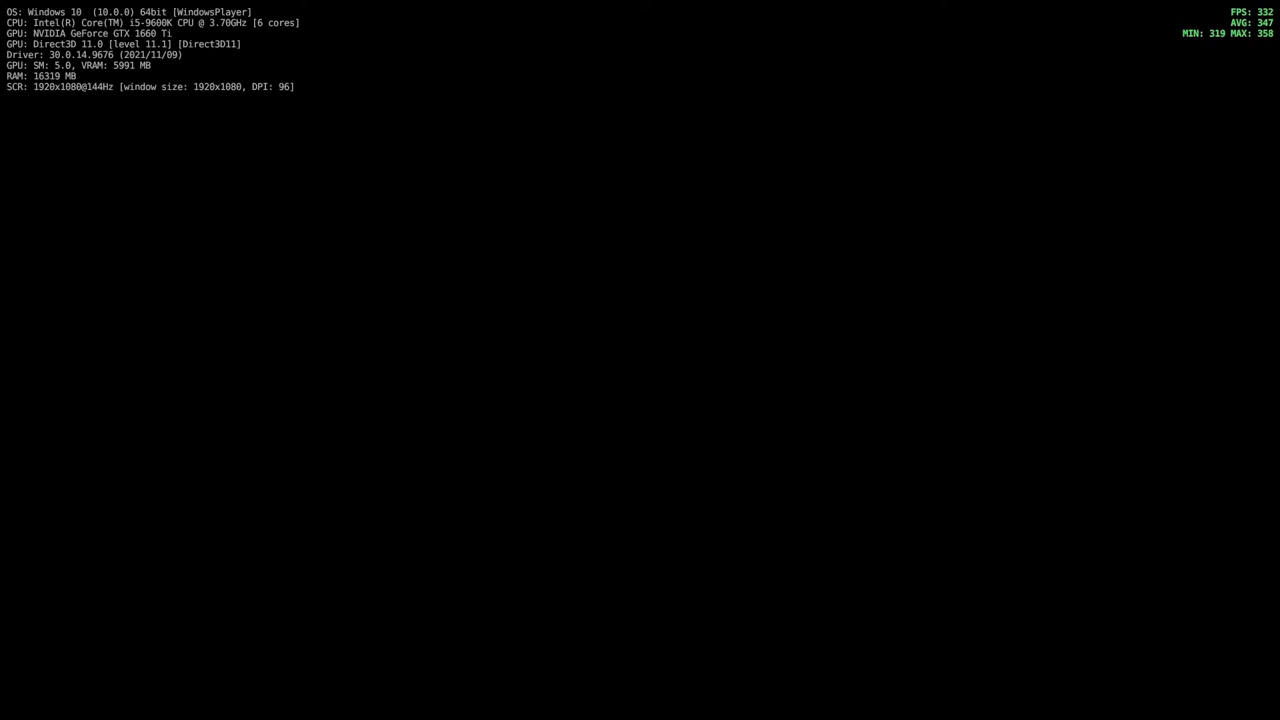 OS: Windows 10  (10.0.0) 64bit [WindowsPlayer]
CPU: Intel(R) Core(TM) i5-9600K CPU @ 3.70GHz [6 cores]
GPU: NVIDIA GeForce GTX 1660 Ti
GPU: Direct3D 11.0 [level 11.1] [Direct3D11]
Driver: 30.0.14.9676 (2021/11/09)
GPU: SM: 5.0, VRAM: 5991 MB
RAM: 16319 MB
SCR: 1920x1080@144Hz [window size: 1920x1080, DPI: 96]
FPS: 332
AVG: 347
MIN: 319 MAX: 358